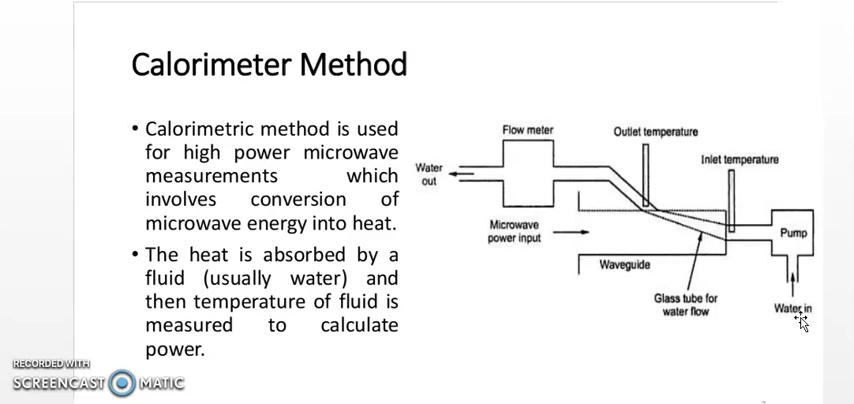 Calorimeter Method
• Calorimetric method is used
for high power microwave
measurements which
involves conversion of
microwave energy into heat.
• The heat is absorbed by a
fluid (usually water) and
then temperature of fluid is
measured to calculate
power.
Flow meter
Outlet temperature
Inlet temperature
Water
out
Microwave
power input
Pump
Waveguide
Glass tube for
water flow
Water in
RECORDED WITH
SCREENCAST MATIC